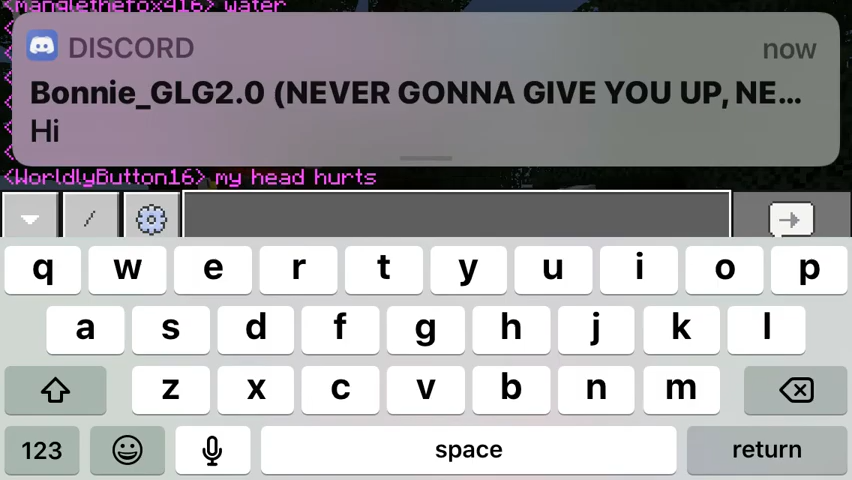 <manglethefox416> water
DISCORD
now
Bonnie_GLG2.0 (NEVER GONNA GIVE YOU UP, NE...
Hi
<WorldlyButton16> my head hurts
/
q w e r t y u i o p
a s d f g h j k l
z x c v b n m
123 space return